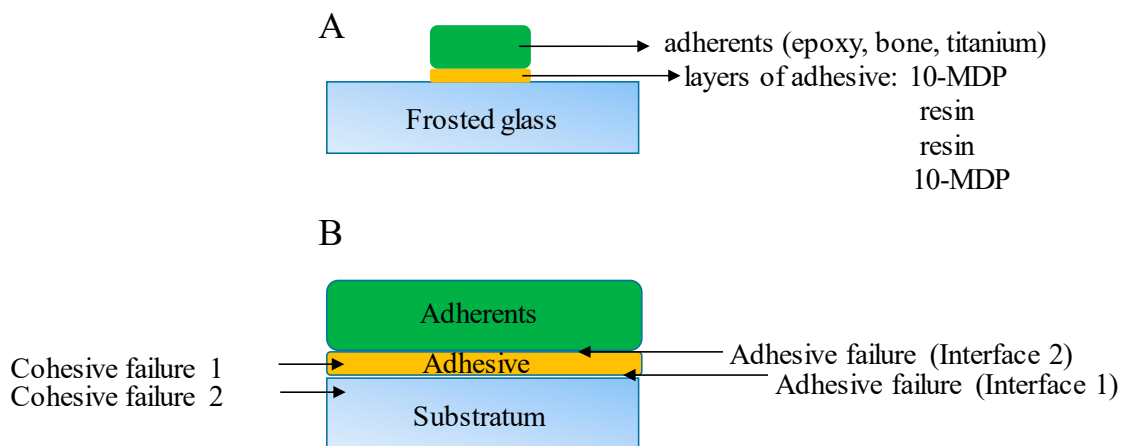 A
adherents (epoxy, bone, titanium)
layers of adhesive: 10-MDP
resin
resin
10-MDP
Frosted glass
B
Adherents
Adhesive
Substratum
Cohesive failure 1
Cohesive failure 2
Adhesive failure (Interface 2)
Adhesive failure (Interface 1)